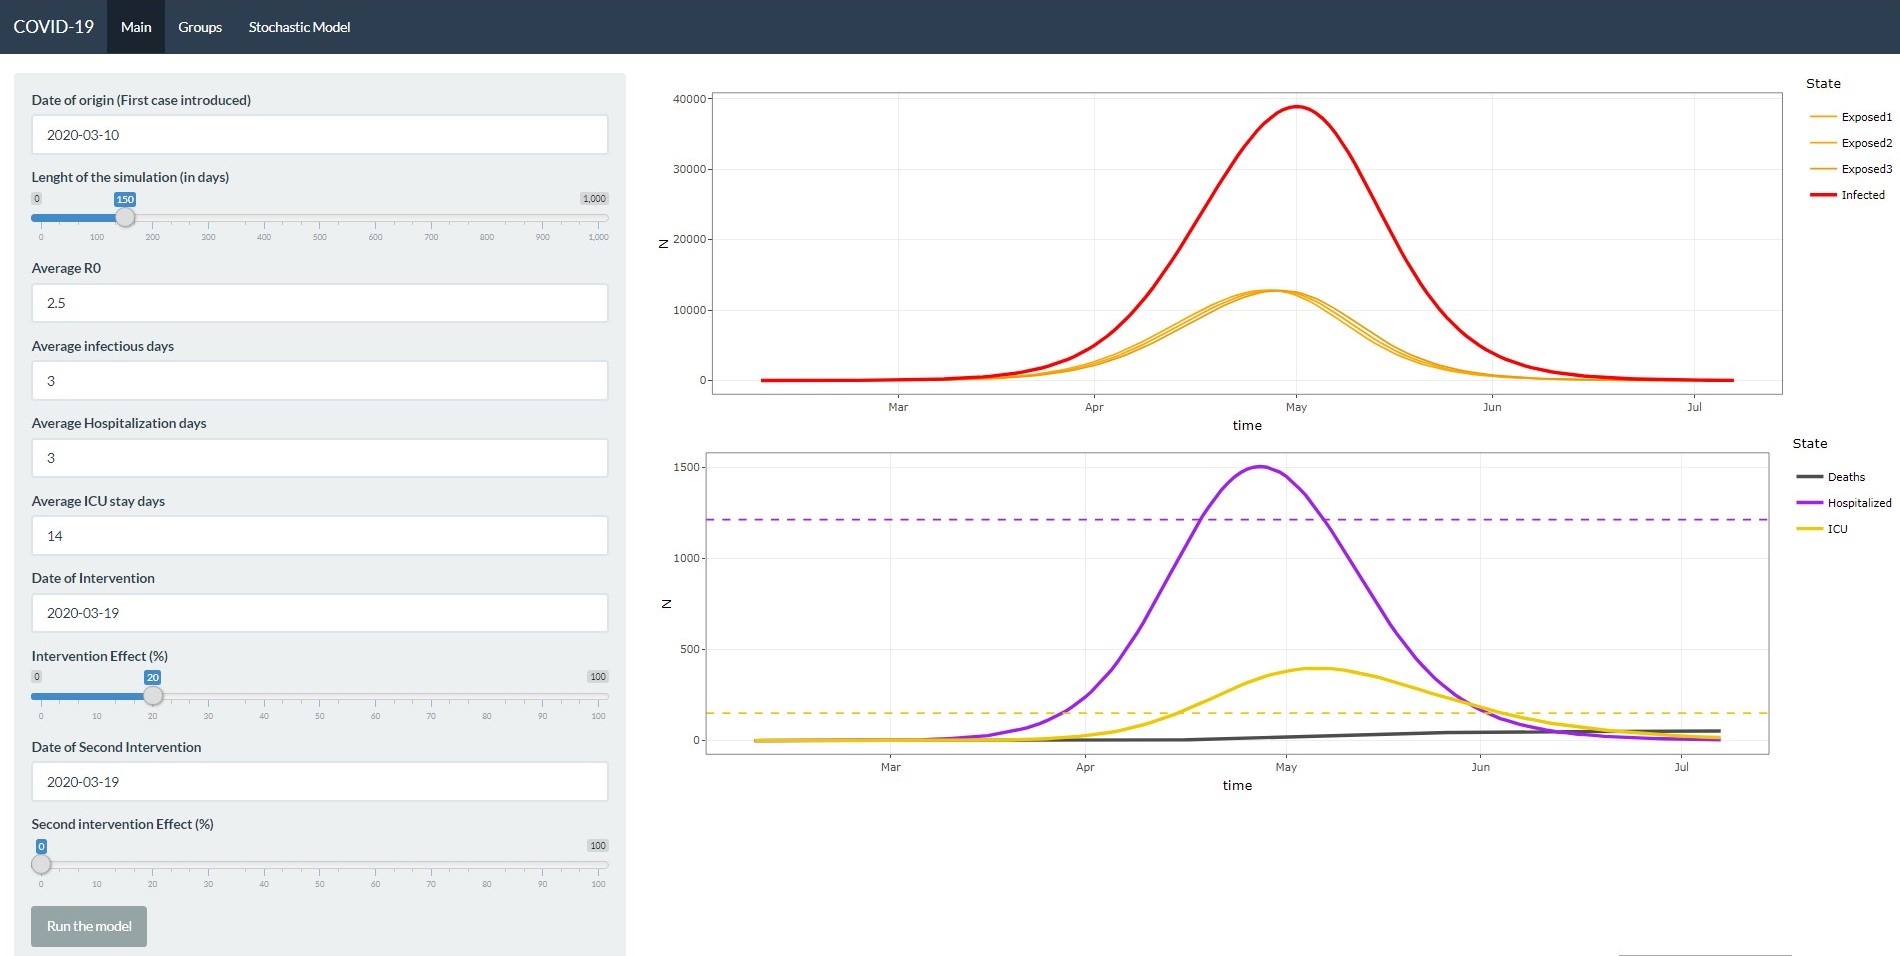 COVID-19 Main Groups Stochastic Model
Date of origin (First case introduced)
2020-03-10
Lenght of the simulation (in days)
0 150 1,000
0 100 200 300 400 500 600 700 800 900 1,000
Average R0
2.5
Average infectious days
3
Average Hospitalization days
3
Average ICU stay days
14
Date of Intervention
2020-03-19
Intervention Effect (%)
0 20 100
0 10 20 30 40 50 60 70 80 90 100
Date of Second Intervention
2020-03-19
Second intervention Effect (%)
0 100
0 10 20 30 40 50 60 70 80 90 100
Run the model
State
Exposed1
Exposed2
Exposed3
Infected
40000
30000
20000
10000
0
N
Mar Apr May Jun Jul
time
State
Deaths
Hospitalized
ICU
1500
1000
500
0
N
Mar Apr May Jun Jul
time